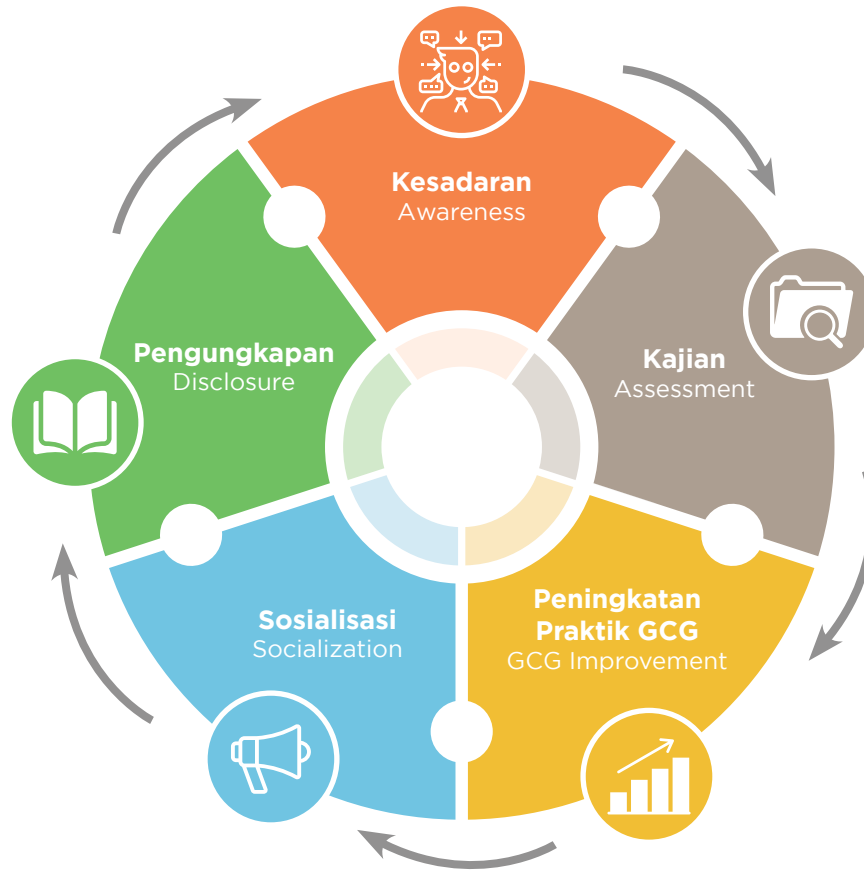 Kesadaran
Awareness
Kajian
Assessment
Peningkatan
Praktik GCG
GCG Improvement
Sosialisasi
Socialization
Pengungkapan
Disclosure